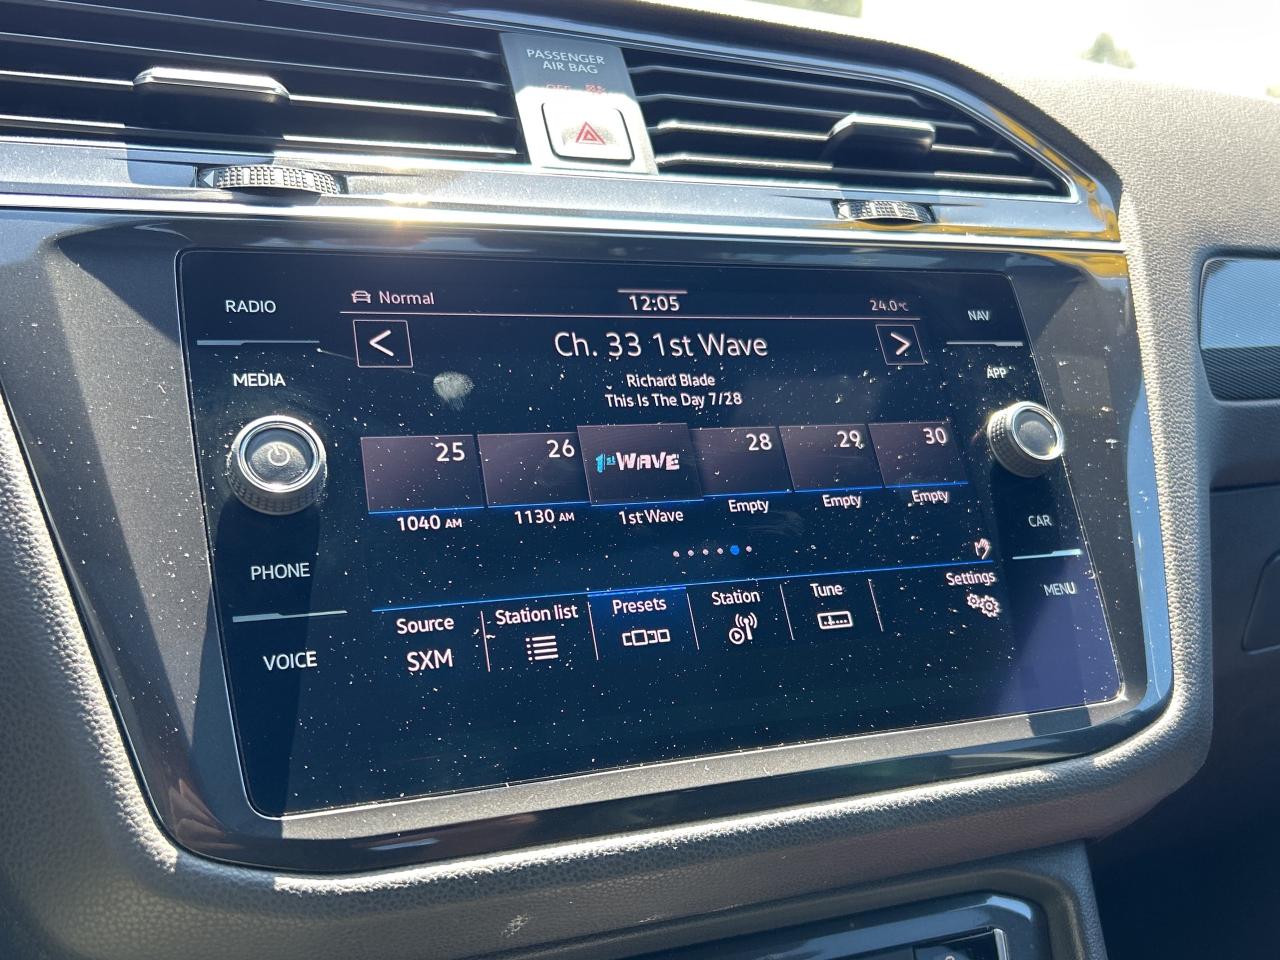 PASSENGER
AIR BAG
OFF
RADIO
MEDIA
PHONE
VOICE
Normal
12:05
24.0°C
Ch. 33 1st Wave
Richard Blade
This Is The Day 7/28
25
26
1st WAVE
28
29
30
1040 AM
1130 AM
1st Wave
Empty
Empty
Empty
Source
SXM
Station list
Presets
Station
Tune
Settings
NAV
APP
CAR
MENU